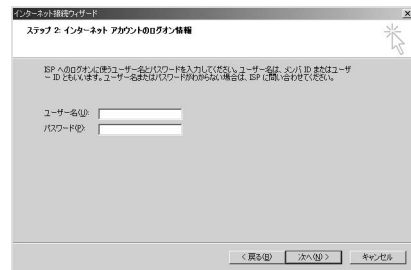 インターネット接続ウィザード
ステップ 2: インターネット アカウントのログオン情報
ISP へのログオンに使うユーザー名とパスワードを入力してください。ユーザー名は、メンバ ID またはユーザ
ー ID ともいいます。ユーザー名またはパスワードがわからない場合は、ISP に問い合わせてください。
ユーザー名(U):
パスワード(P):
< 戻る(B)
次へ(N) >
キャンセル